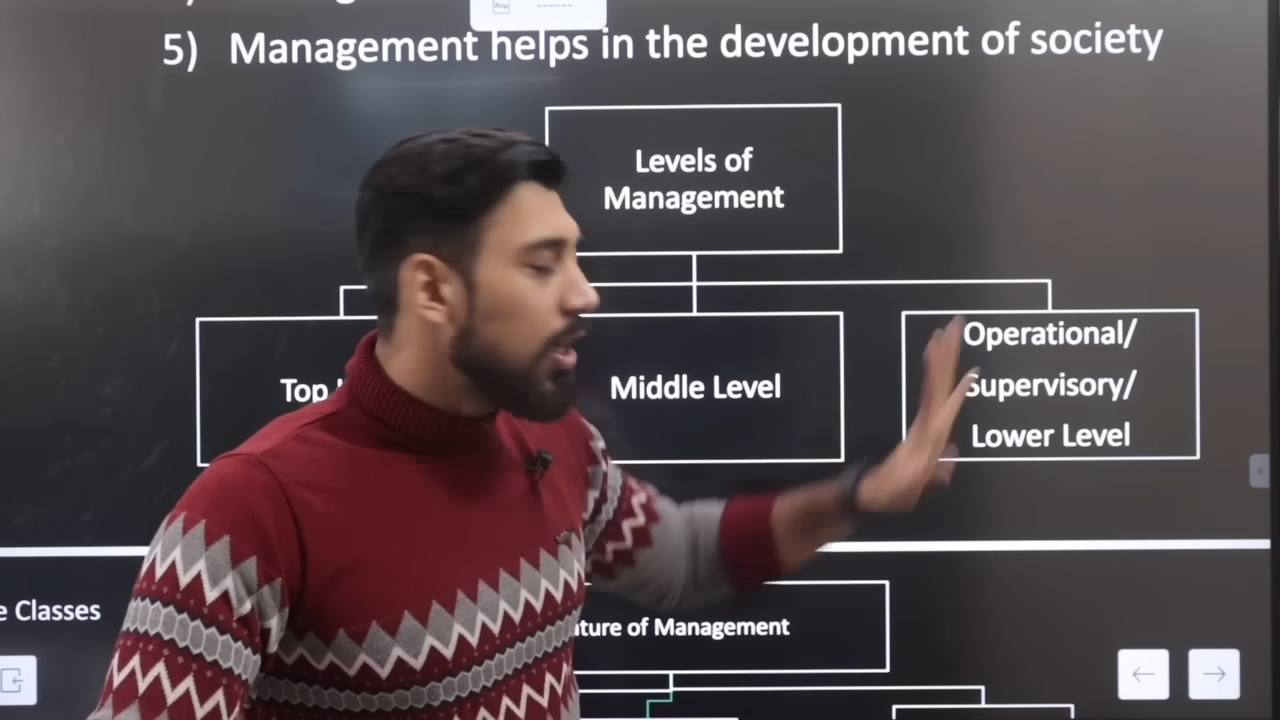 5) Management helps in the development of society
Levels of
Management
Top
Middle Level
Operational/
Supervisory/
Lower Level
e Classes
ture of Management